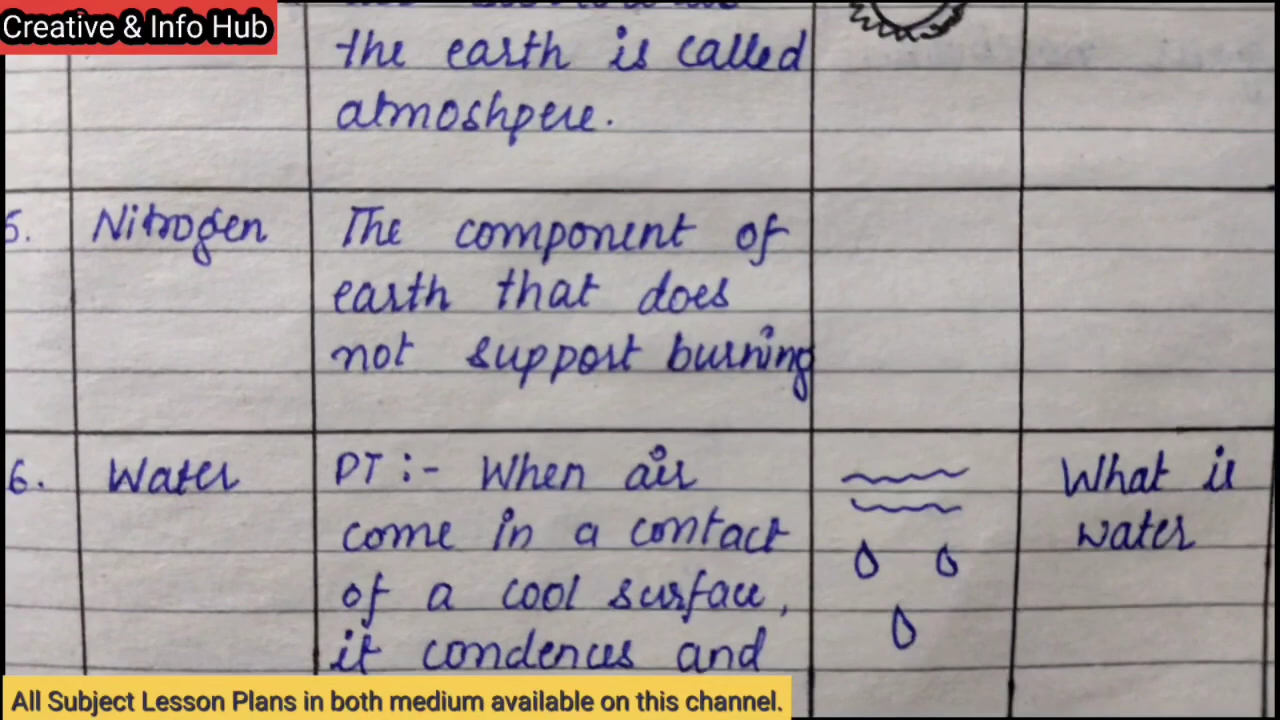 Creative & Info Hub
the earth is called
atmoshpere.
5. Nitrogen The component of
earth that does
not support burning
6. Water PT :- When air What is
come in a contact water
of a cool surface,
it condences and
All Subject Lesson Plans in both medium available on this channel.